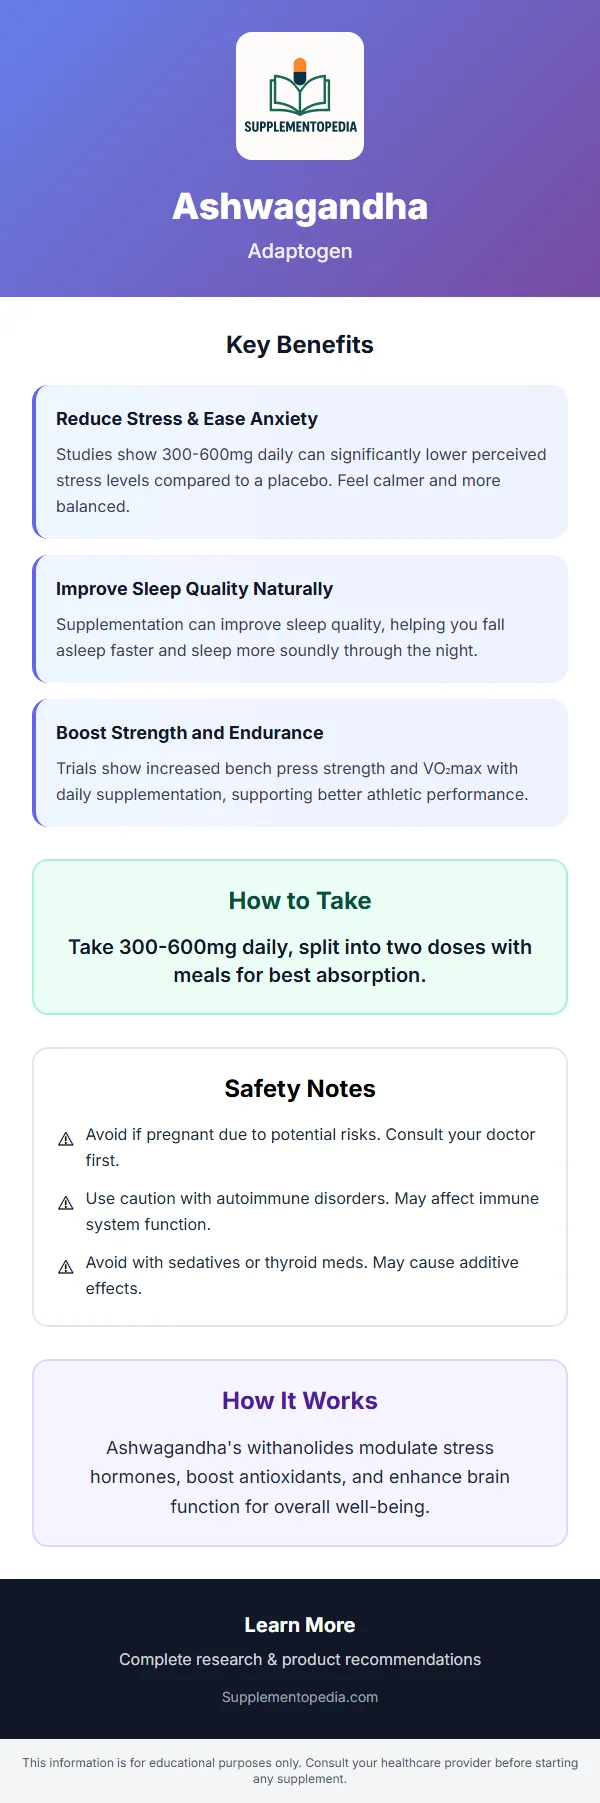 SUPPLEMENTOPEDIA
Ashwagandha
Adaptogen
Key Benefits
Reduce Stress & Ease Anxiety
Studies show 300-600mg daily can significantly lower perceived
stress levels compared to a placebo. Feel calmer and more
balanced.
Improve Sleep Quality Naturally
Supplementation can improve sleep quality, helping you fall
asleep faster and sleep more soundly through the night.
Boost Strength and Endurance
Trials show increased bench press strength and VO₂max with
daily supplementation, supporting better athletic performance.
How to Take
Take 300-600mg daily, split into two doses with
meals for best absorption.
Safety Notes
⚠ Avoid if pregnant due to potential risks. Consult your doctor
first.
⚠ Use caution with autoimmune disorders. May affect immune
system function.
⚠ Avoid with sedatives or thyroid meds. May cause additive
effects.
How It Works
Ashwagandha's withanolides modulate stress
hormones, boost antioxidants, and enhance brain
function for overall well-being.
Learn More
Complete research & product recommendations
Supplementopedia.com
This information is for educational purposes only. Consult your healthcare provider before starting
any supplement.